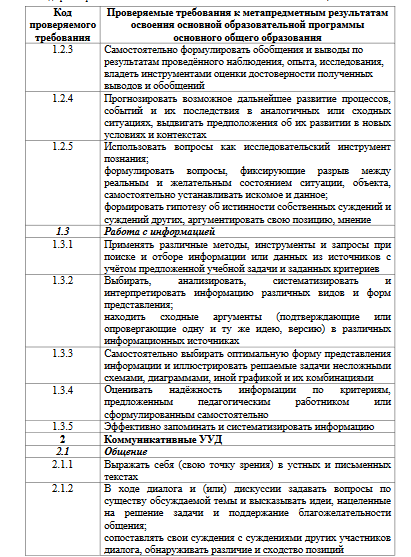 Код
проверяемого
требования
Проверяемые требования к метапредметным результатам
освоения основной образовательной программы
основного общего образования
1.2.3
Самостоятельно формулировать обобщения и выводы по
результатам проведённого наблюдения, опыта, исследования,
владеть инструментами оценки достоверности полученных
выводов и обобщений
1.2.4
Прогнозировать возможное дальнейшее развитие процессов,
событий и их последствия в аналогичных или сходных
ситуациях, выдвигать предположения об их развитии в новых
условиях и контекстах
1.2.5
Использовать вопросы как исследовательский инструмент
познания;
формулировать вопросы, фиксирующие разрыв между
реальным и желательным состоянием ситуации, объекта,
самостоятельно устанавливать искомое и данное;
формировать гипотезу об истинности собственных суждений и
суждений других, аргументировать свою позицию, мнение
1.3
Работа с информацией
1.3.1
Применять различные методы, инструменты и запросы при
поиске и отборе информации или данных из источников с
учётом предложенной учебной задачи и заданных критериев
1.3.2
Выбирать, анализировать, систематизировать и
интерпретировать информацию различных видов и форм
представления;
находить сходные аргументы (подтверждающие или
опровергающие одну и ту же идею, версию) в различных
информационных источниках
1.3.3
Самостоятельно выбирать оптимальную форму представления
информации и иллюстрировать решаемые задачи несложными
схемами, диаграммами, иной графикой и их комбинациями
1.3.4
Оценивать надёжность информации по критериям,
предложенным педагогическим работником или
сформулированным самостоятельно
1.3.5
Эффективно запоминать и систематизировать информацию
2
Коммуникативные УУД
2.1
Общение
2.1.1
Выражать себя (свою точку зрения) в устных и письменных
текстах
2.1.2
В ходе диалога и (или) дискуссии задавать вопросы по
существу обсуждаемой темы и высказывать идеи, нацеленные
на решение задачи и поддержание благожелательности
общения;
сопоставлять свои суждения с суждениями других участников
диалога, обнаруживать различие и сходство позиций